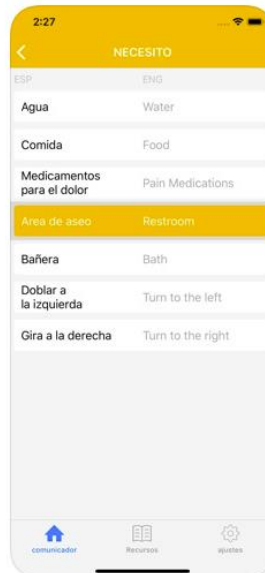 2:27
NECESITO
ESP ENG
Agua Water
Comida Food
Medicamentos
para el dolor Pain Medications
Area de aseo Restroom
Bañera Bath
Doblar a
la izquierda Turn to the left
Gira a la derecha Turn to the right
comunicador Recursos ajustes